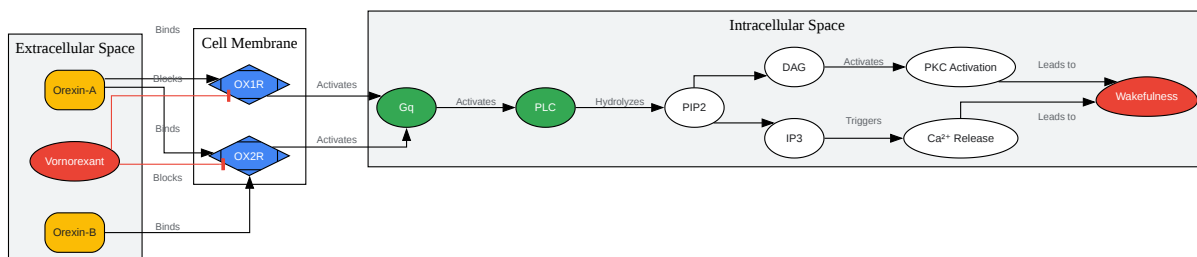 Extracellular Space
Cell Membrane
Intracellular Space
Orexin-A
Vornorexant
Orexin-B
Binds
Blocks
Binds
Blocks
Binds
OX1R
OX2R
Activates
Activates
Gq
Activates
PLC
Hydrolyzes
PIP2
DAG
IP3
Activates
Triggers
PKC Activation
Ca²⁺ Release
Leads to
Leads to
Wakefulness